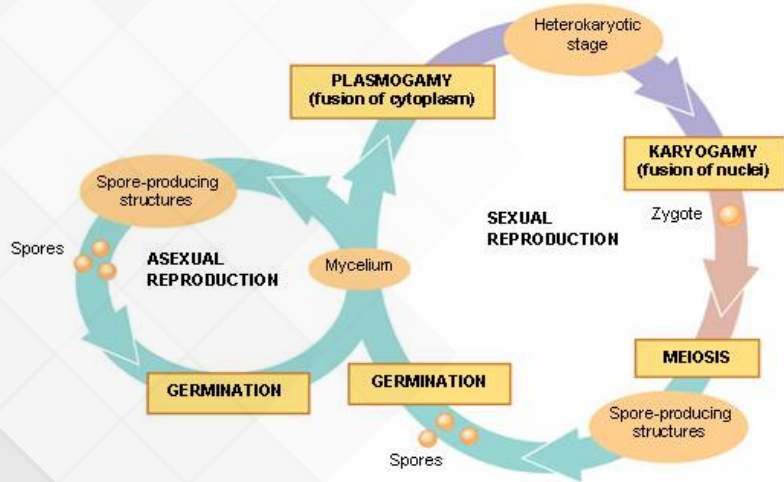 Heterokaryotic
stage
PLASMOGAMY
(fusion of cytoplasm)
KARYOGAMY
(fusion of nuclei)
Spore-producing
structures
Zygote
SEXUAL
REPRODUCTION
Spores
ASEXUAL
REPRODUCTION
Mycelium
MEIOSIS
GERMINATION
GERMINATION
Spore-producing
structures
Spores